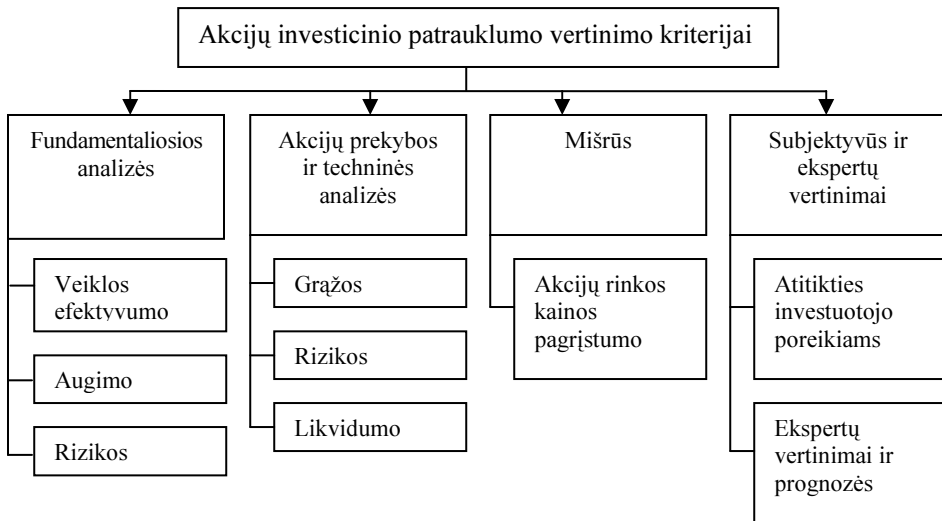 Akcijų investicinio patrauklumo vertinimo kriterijai
Fundamentaliosios
analizės
Akcijų prekybos
ir techninės
analizės
Mišrūs
Subjektyvūs ir
ekspertų
vertinimai
Veiklos
efektyvumo
Augimo
Rizikos
Grąžos
Rizikos
Likvidumo
Akcijų rinkos
kainos
pagrįstumo
Atitikties
investuotojo
poreikiams
Ekspertų
vertinimai ir
prognozės